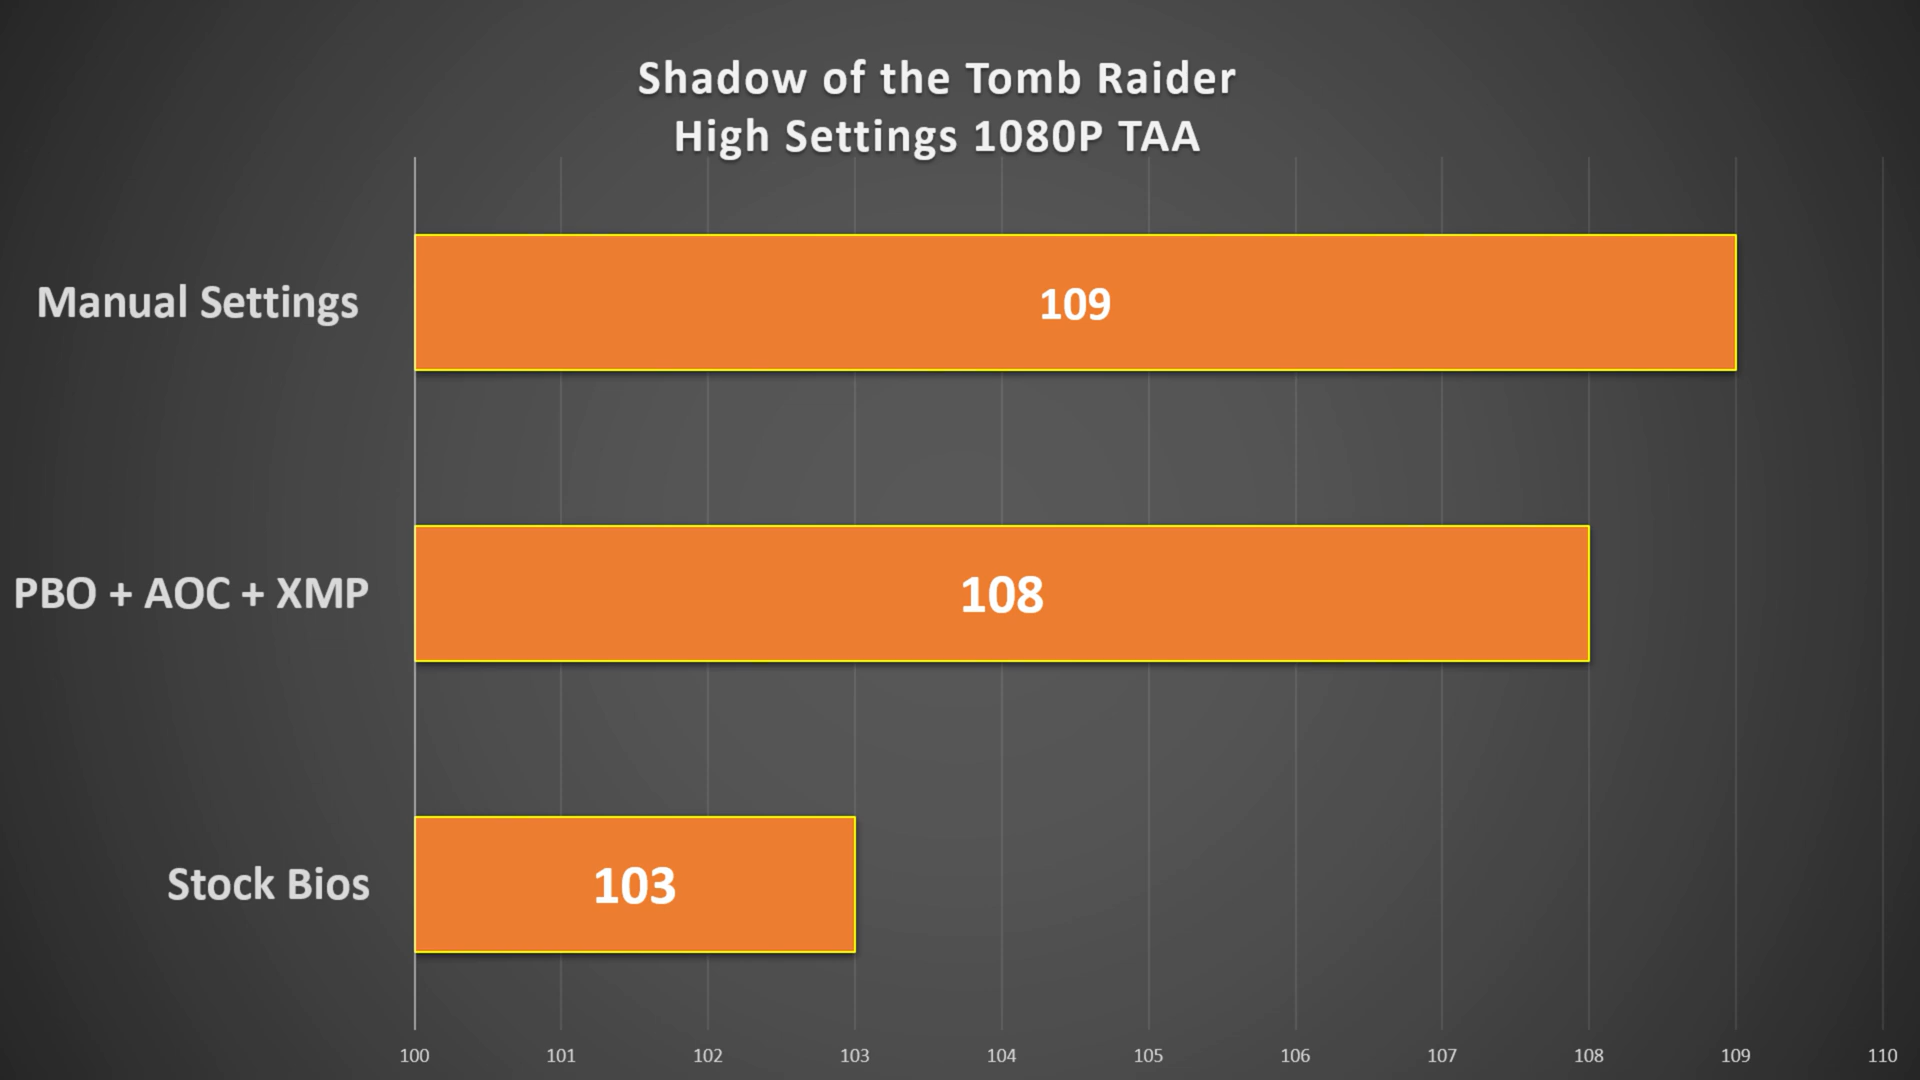 Shadow of the Tomb Raider
High Settings 1080P TAA
Manual Settings
109
PBO + AOC + XMP
108
Stock Bios
103
100 101 102 103 104 105 106 107 108 109 110